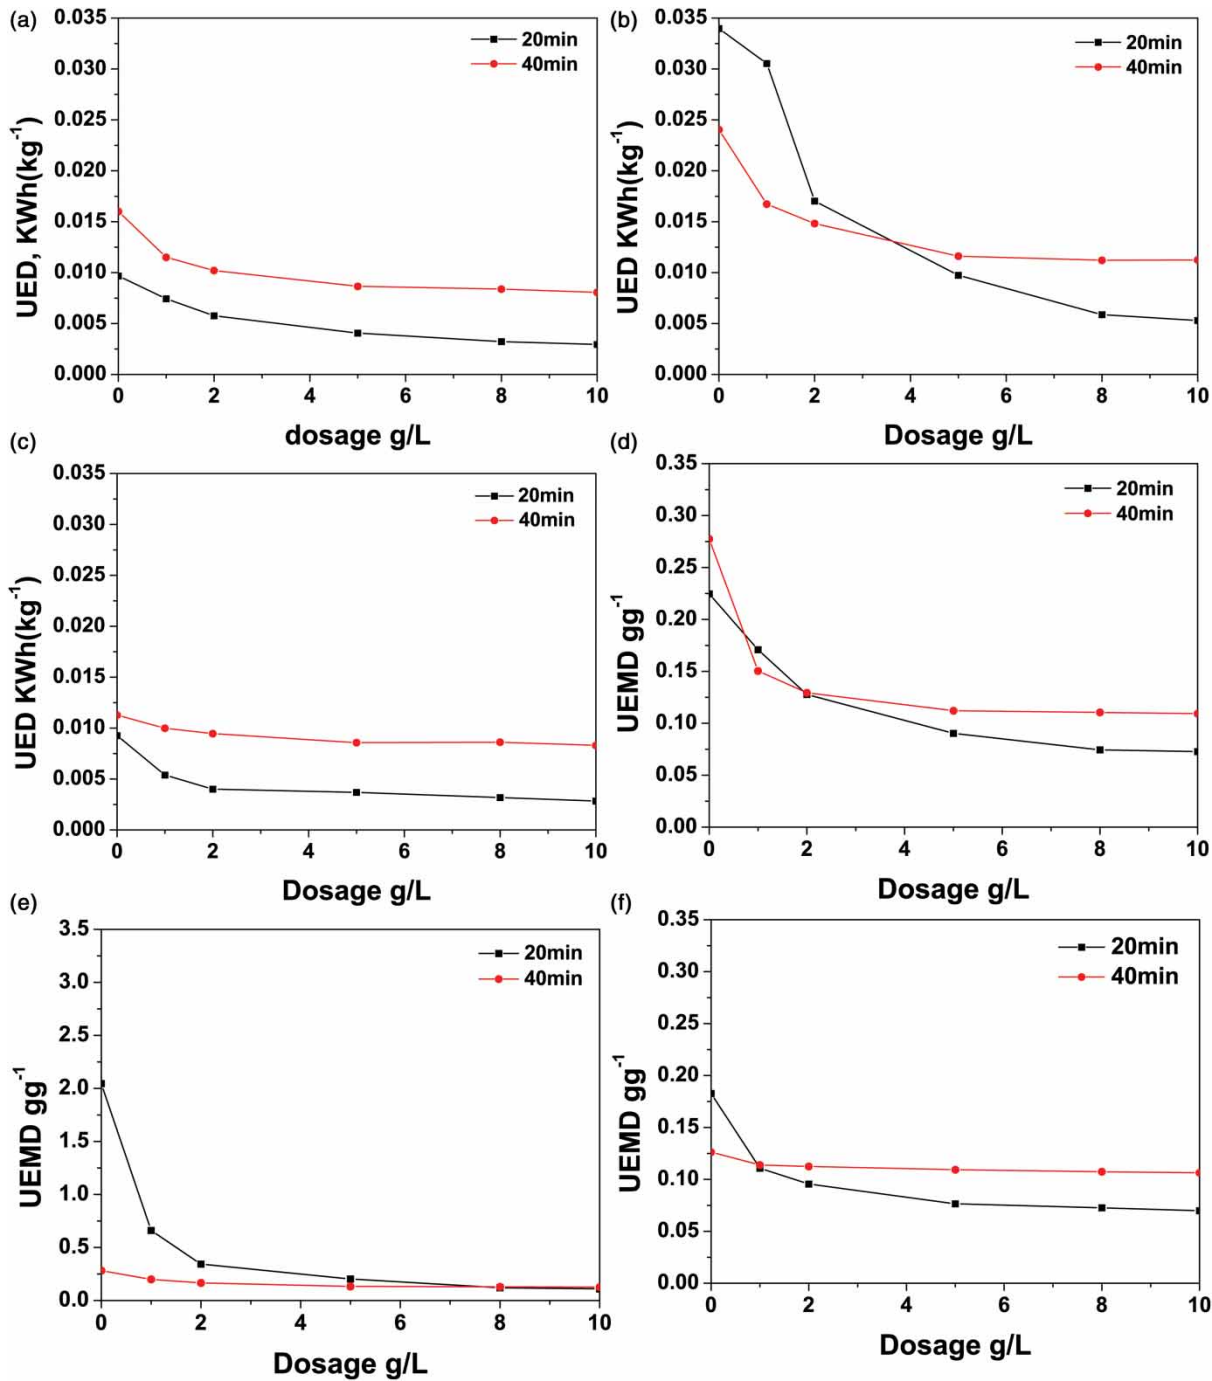 (a)
0.035
0.030
0.025
0.020
0.015
0.010
0.005
0.000
UED, KWh(kg⁻¹)
20min
40min
0 2 4 6 8 10
dosage g/L
(b)
0.035
0.030
0.025
0.020
0.015
0.010
0.005
0.000
UED KWh(kg⁻¹)
20min
40min
0 2 4 6 8 10
Dosage g/L
(c)
0.035
0.030
0.025
0.020
0.015
0.010
0.005
0.000
UED KWh(kg⁻¹)
20min
40min
0 2 4 6 8 10
Dosage g/L
(d)
0.35
0.30
0.25
0.20
0.15
0.10
0.05
0.00
UEMD gg⁻¹
20min
40min
0 2 4 6 8 10
Dosage g/L
(e)
3.5
3.0
2.5
2.0
1.5
1.0
0.5
0.0
UEMD gg⁻¹
20min
40min
0 2 4 6 8 10
Dosage g/L
(f)
0.35
0.30
0.25
0.20
0.15
0.10
0.05
0.00
UEMD gg⁻¹
20min
40min
0 2 4 6 8 10
Dosage g/L